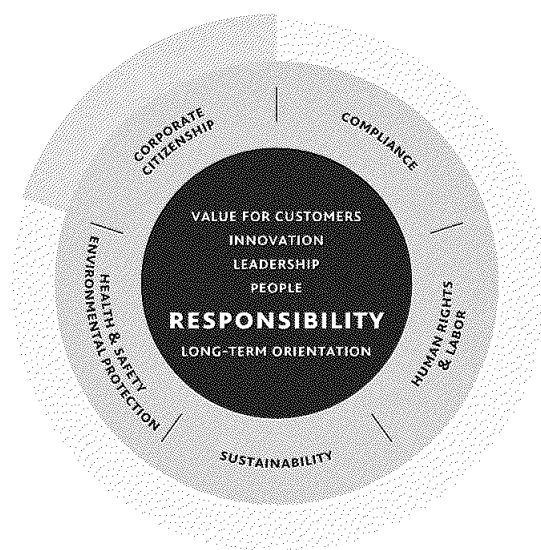 CORPORATE
CITIZENSHIP
COMPLIANCE
VALUE FOR CUSTOMERS
INNOVATION
LEADERSHIP
PEOPLE
RESPONSIBILITY
LONG-TERM ORIENTATION
HEALTH & SAFETY
ENVIRONMENTAL PROTECTION
HUMAN RIGHTS
& LABOR
SUSTAINABILITY